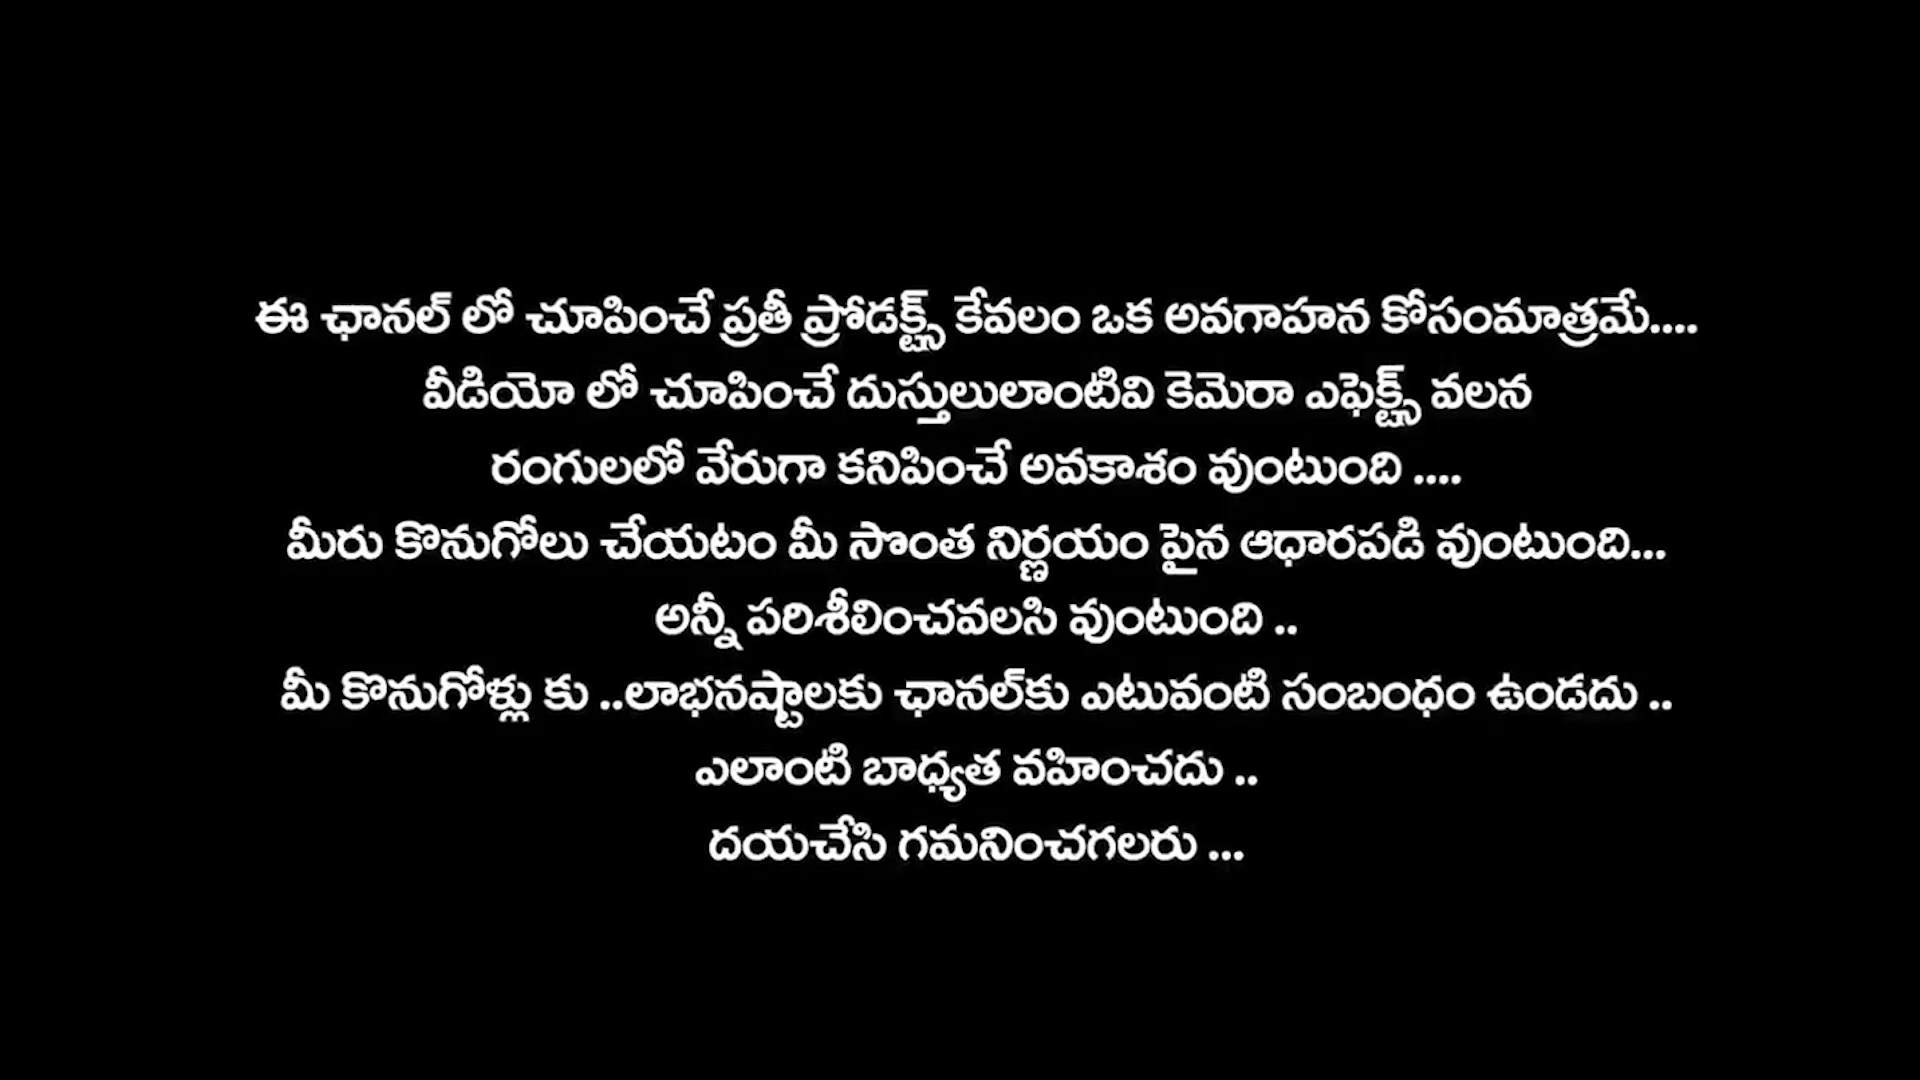 ఈ ఛానల్ లో చూపించే ప్రతీ ప్రోడక్ట్స్ కేవలం ఒక అవగాహన కోసంమాత్రమే....
వీడియో లో చూపించే దుస్తులులాంటివి కెమెరా ఎఫెక్ట్స్ వలన
రంగులలో వేరుగా కనిపించే అవకాశం వుంటుంది ....
మీరు కొనుగోలు చేయటం మీ సొంత నిర్ణయం పైన ఆధారపడి వుంటుంది...
అన్నీ పరిశీలించవలసి వుంటుంది ..
మీ కొనుగోళ్లు కు ..లాభనష్టాలకు ఛానల్‌కు ఎటువంటి సంబంధం ఉండదు ..
ఎలాంటి బాధ్యత వహించదు ..
దయచేసి గమనించగలరు ...